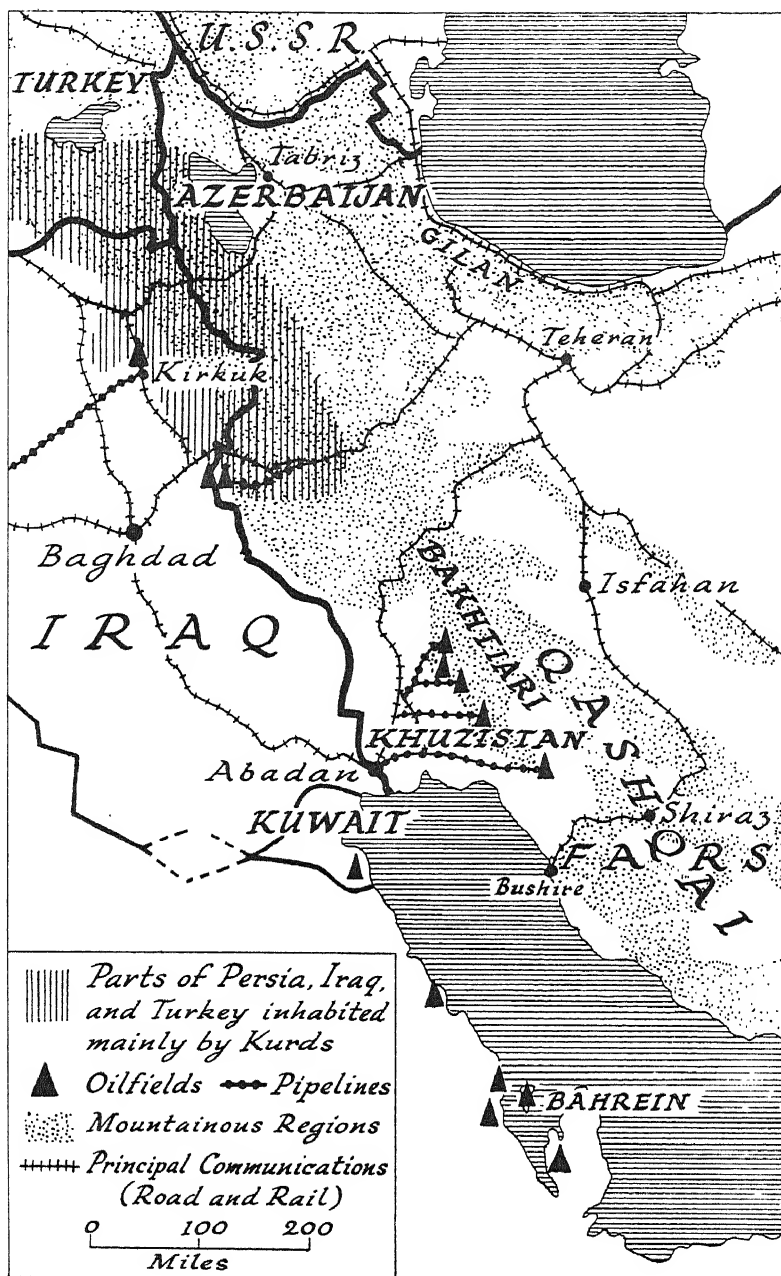 U.S.S.R
TURKEY
Tabriz
AZERBAIJAN
GILAN
Teheran
Kirkuk
Baghdad
Isfahan
BAKHTIARI
IRAQ
QASHQAI
KHUZISTAN
Abadan
KUWAIT
Shiraz
FARS
Bushire
BÂHREIN
Parts of Persia, Iraq,
and Turkey inhabited
mainly by Kurds
Oilfields
Pipelines
Mountainous Regions
Principal Communications
(Road and Rail)
0 100 200
Miles